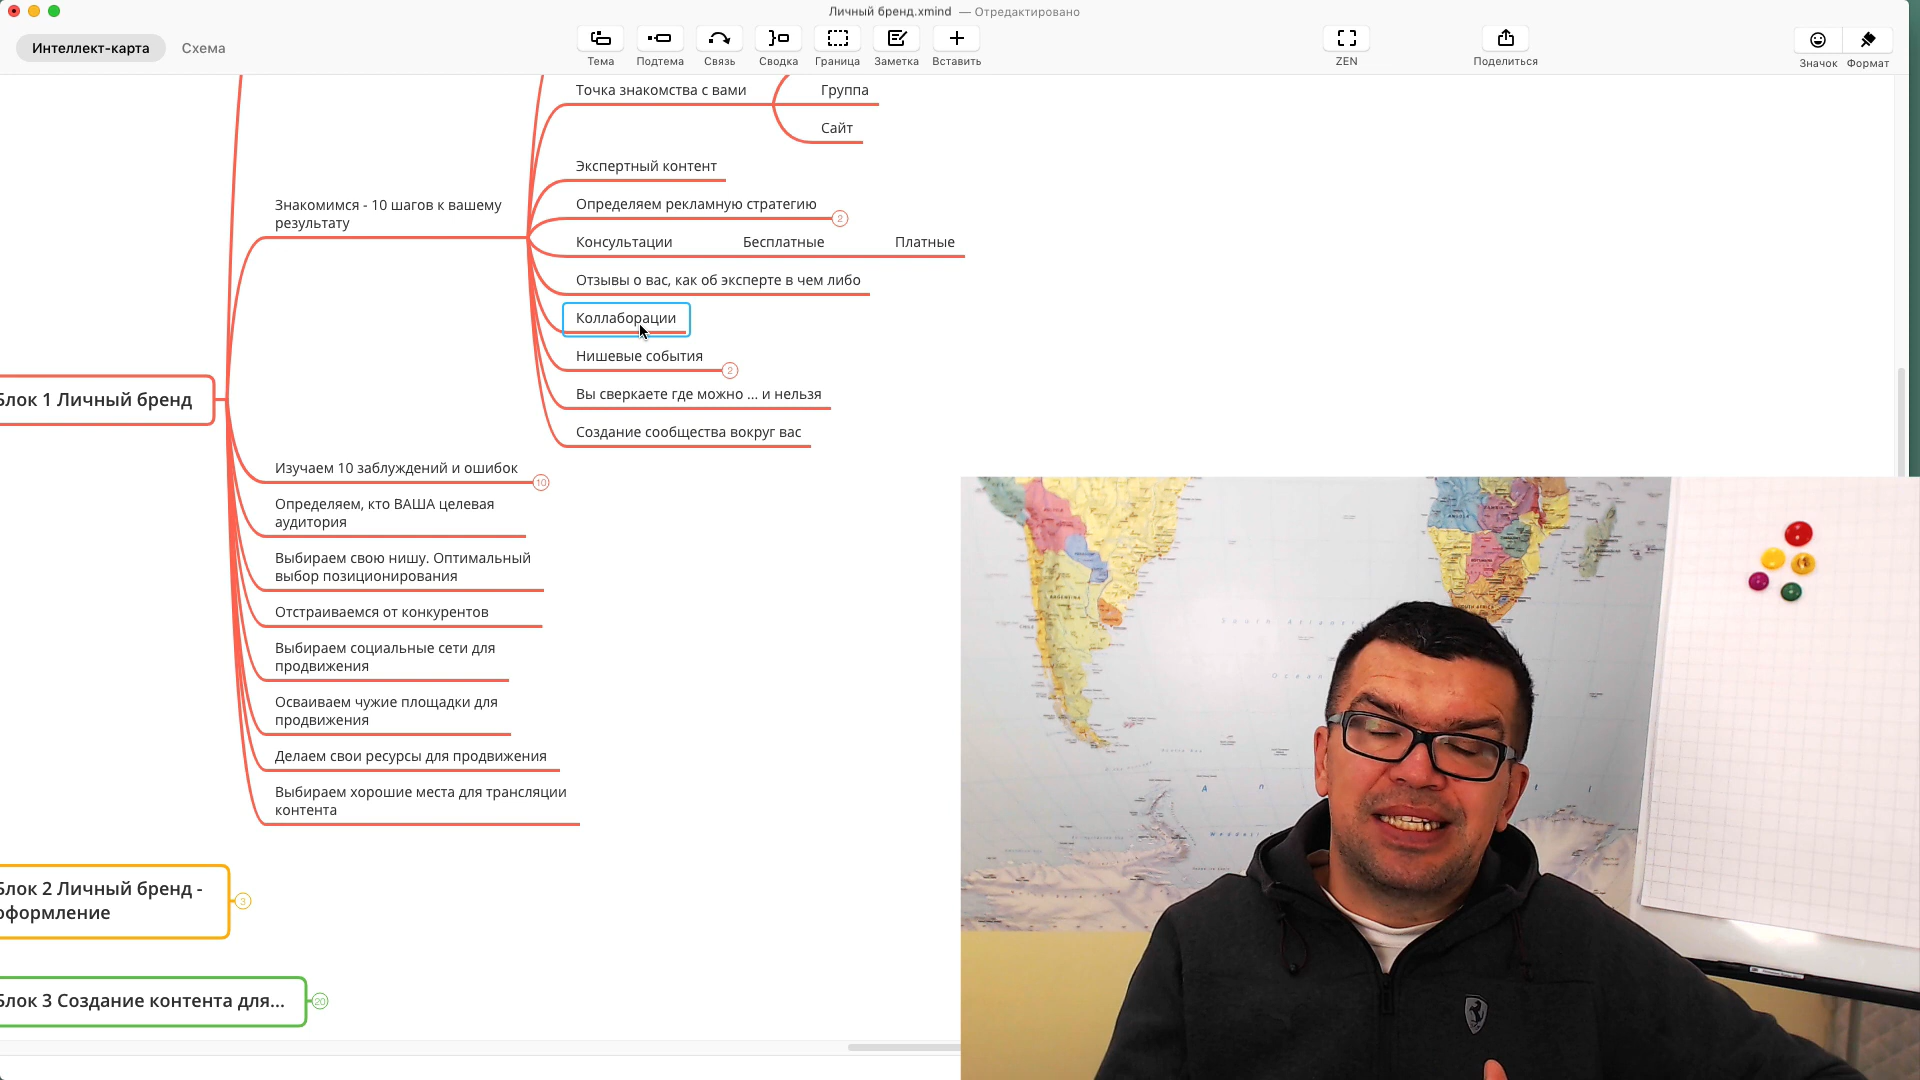 Личный бренд.xmind — Отредактировано
Интеллект-карта
Схема
Тема
Подтема
Связь
Сводка
Граница
Заметка
Вставить
ZEN
Поделиться
Значок
Формат
Точка знакомства с вами
Группа
Сайт
Экспертный контент
Знакомимся - 10 шагов к вашему
результату
Определяем рекламную стратегию
2
Консультации
Бесплатные
Платные
Отзывы о вас, как об эксперте в чем либо
Коллаборации
Нишевые события
2
Вы сверкаете где можно ... и нельзя
Создание сообщества вокруг вас
Блок 1 Личный бренд
Изучаем 10 заблуждений и ошибок
10
Определяем, кто ВАША целевая
аудитория
Выбираем свою нишу. Оптимальный
выбор позиционирования
Отстраиваемся от конкурентов
Выбираем социальные сети для
продвижения
Осваиваем чужие площадки для
продвижения
Делаем свои ресурсы для продвижения
Выбираем хорошие места для трансляции
контента
Блок 2 Личный бренд -
оформление
3
Блок 3 Создание контента для...
20
ARGENTINA
South Atlantic